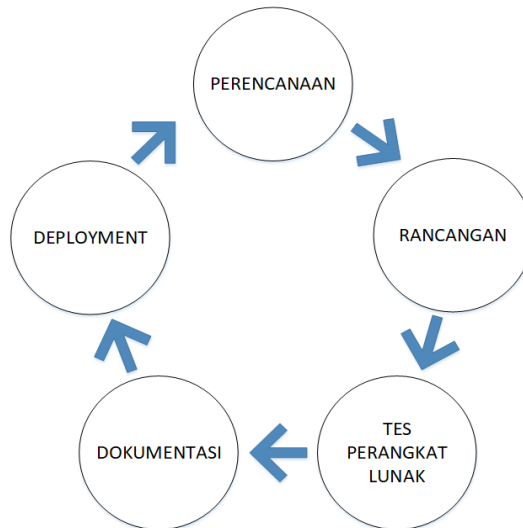 PERENCANAAN
RANCANGAN
TES
PERANGKAT
LUNAK
DOKUMENTASI
DEPLOYMENT